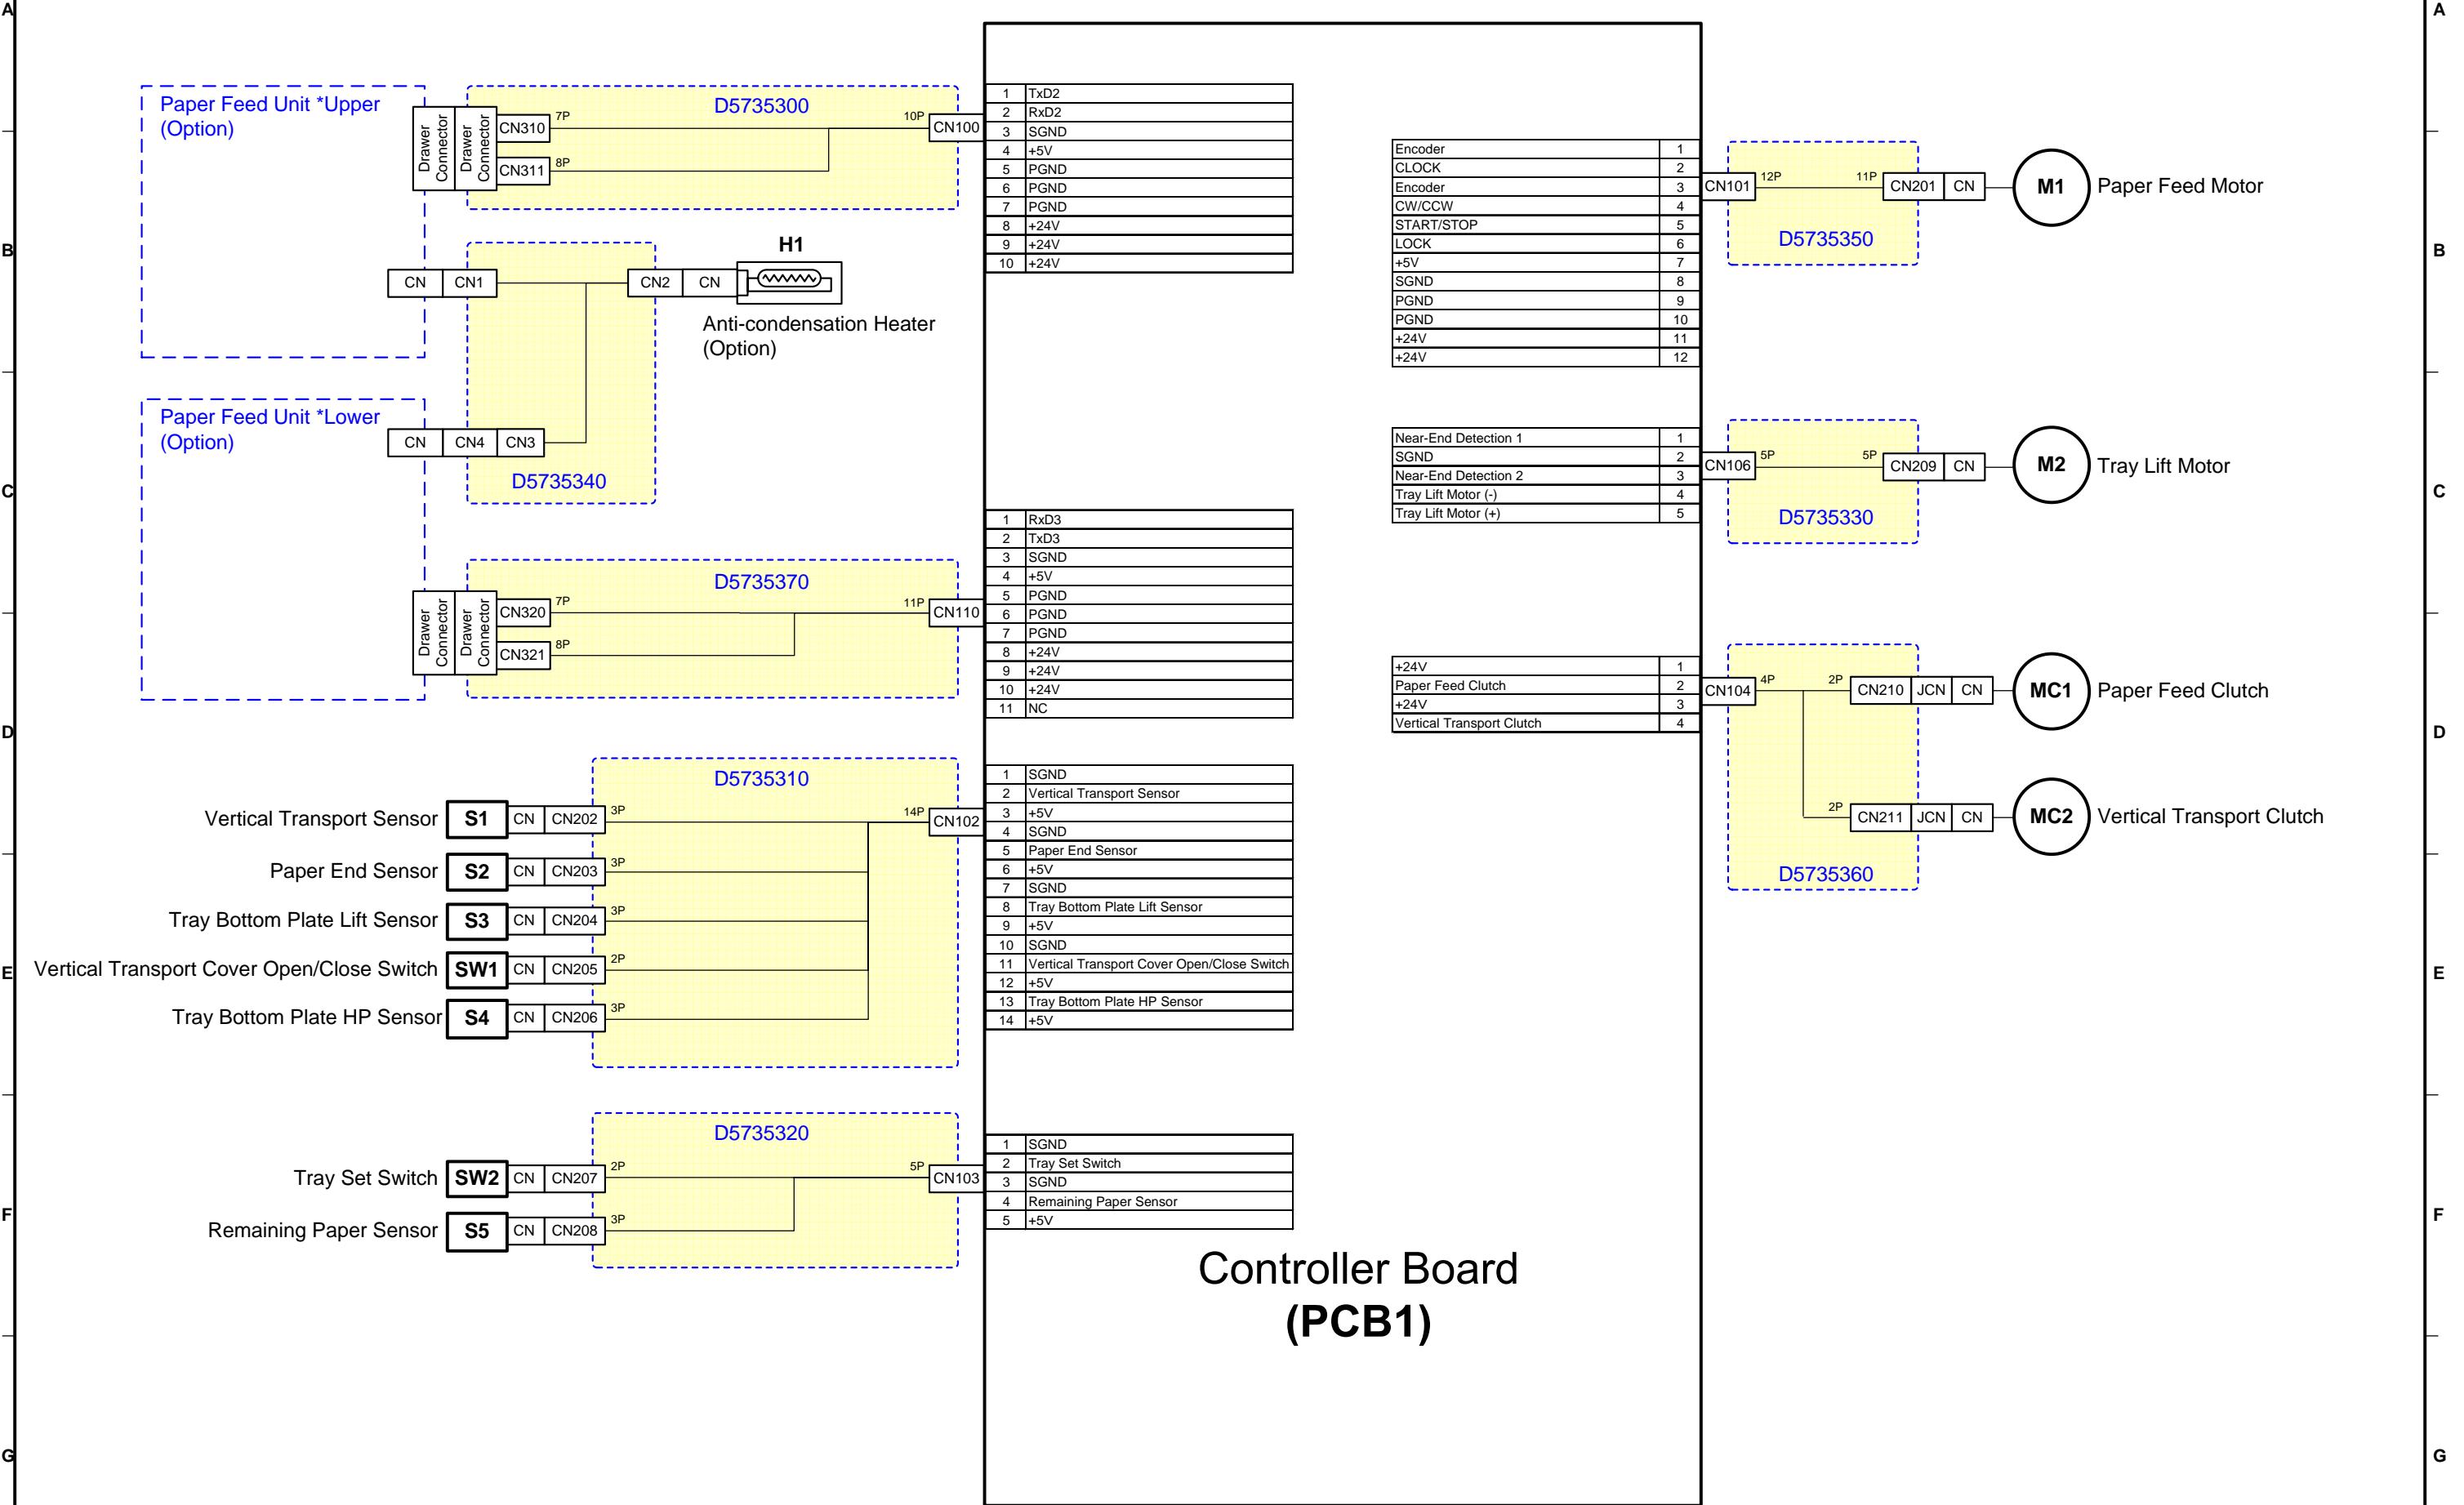 A
A
Paper Feed Unit *Upper
(Option)
Drawer
Connector
Drawer
Connector
CN310
7P
CN311
8P
D5735300
10P
CN100
1 TxD2
2 RxD2
3 SGND
4 +5V
5 PGND
6 PGND
7 PGND
8 +24V
9 +24V
10 +24V
Encoder 1
CLOCK 2
Encoder 3
CW/CCW 4
START/STOP 5
LOCK 6
+5V 7
SGND 8
PGND 9
PGND 10
+24V 11
+24V 12
CN101
12P
11P
CN201
CN
M1
Paper Feed Motor
D5735350
B
B
CN
CN1
CN2
CN
H1
Anti-condensation Heater
(Option)
Paper Feed Unit *Lower
(Option)
CN
CN4
CN3
D5735340
Near-End Detection 1 1
SGND 2
Near-End Detection 2 3
Tray Lift Motor (-) 4
Tray Lift Motor (+) 5
CN106
5P
5P
CN209
CN
M2
Tray Lift Motor
D5735330
C
C
Drawer
Connector
Drawer
Connector
CN320
7P
CN321
8P
D5735370
11P
CN110
1 RxD3
2 TxD3
3 SGND
4 +5V
5 PGND
6 PGND
7 PGND
8 +24V
9 +24V
10 +24V
11 NC
+24V 1
Paper Feed Clutch 2
+24V 3
Vertical Transport Clutch 4
CN104
4P
2P
CN210
JCN
CN
MC1
Paper Feed Clutch
D
D
2P
CN211
JCN
CN
MC2
Vertical Transport Clutch
D5735360
D5735310
Vertical Transport Sensor S1 CN CN202 3P
Paper End Sensor S2 CN CN203 3P
Tray Bottom Plate Lift Sensor S3 CN CN204 3P
Vertical Transport Cover Open/Close Switch SW1 CN CN205 2P
Tray Bottom Plate HP Sensor S4 CN CN206 3P
14P
CN102
1 SGND
2 Vertical Transport Sensor
3 +5V
4 SGND
5 Paper End Sensor
6 +5V
7 SGND
8 Tray Bottom Plate Lift Sensor
9 +5V
10 SGND
11 Vertical Transport Cover Open/Close Switch
12 +5V
13 Tray Bottom Plate HP Sensor
14 +5V
E
E
D5735320
Tray Set Switch SW2 CN CN207 2P
Remaining Paper Sensor S5 CN CN208 3P
5P
CN103
1 SGND
2 Tray Set Switch
3 SGND
4 Remaining Paper Sensor
5 +5V
F
F
Controller Board
(PCB1)
G
G